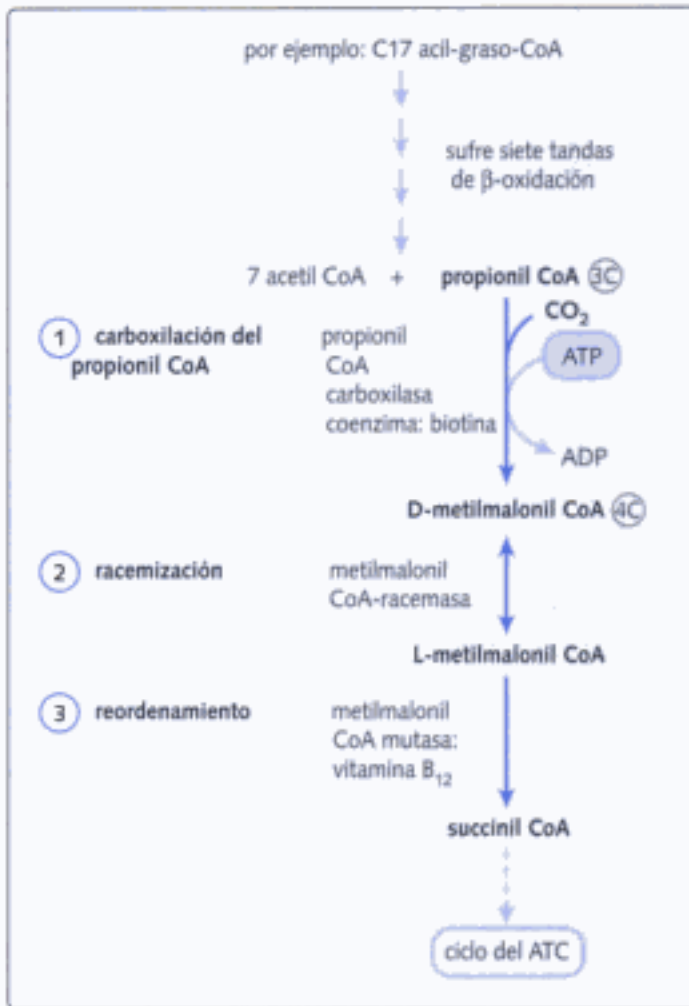 por ejemplo: C17 acil-graso-CoA
sufre siete tandas
de β-oxidación
7 acetil CoA + propionil CoA 3C
CO₂
ATP
ADP
1 carboxilación del
propionil CoA
propionil
CoA
carboxilasa
coenzima: biotina
D-metilmalonil CoA 4C
2 racemización
metilmalonil
CoA-racemasa
L-metilmalonil CoA
3 reordenamiento
metilmalonil
CoA mutasa:
vitamina B₁₂
succinil CoA
ciclo del ATC